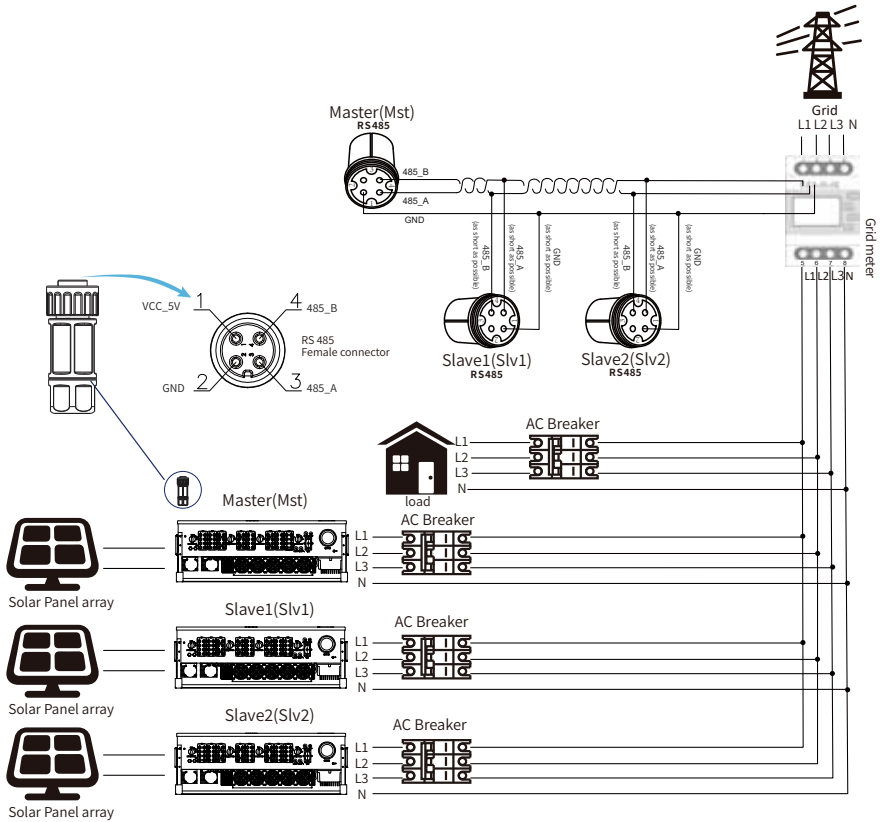 Grid
L1 L2 L3 N
Master(Mst)
RS485
485_B
485_A
GND
Grid meter
5 6 7 8
L1 L2 L3 N
485_B
(as short as possible)
485_A
(as short as possible)
GND
(as short as possible)
485_B
(as short as possible)
485_A
(as short as possible)
GND
(as short as possible)
Slave1(Slv1)
RS485
Slave2(Slv2)
RS485
VCC_5V
1
4
485_B
RS 485
Female connector
GND
2
3
485_A
AC Breaker
L1
L2
L3
N
load
Master(Mst)
AC Breaker
L1
L2
L3
N
Solar Panel array
Slave1(Slv1)
AC Breaker
L1
L2
L3
N
Solar Panel array
Slave2(Slv2)
AC Breaker
L1
L2
L3
N
Solar Panel array